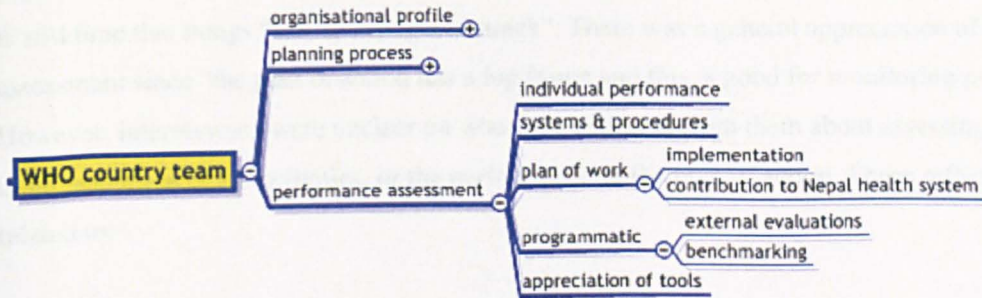 organisational profile
planning process
WHO country team
performance assessment
individual performance
systems & procedures
plan of work
implementation
contribution to Nepal health system
programmatic
external evaluations
benchmarking
appreciation of tools